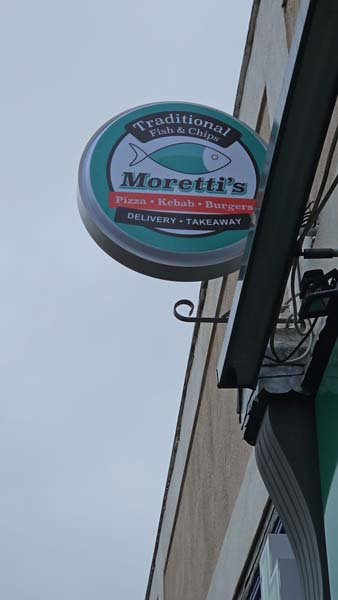 Traditional
Fish & Chips
Moretti's
Pizza • Kebab • Burgers
DELIVERY • TAKEAWAY